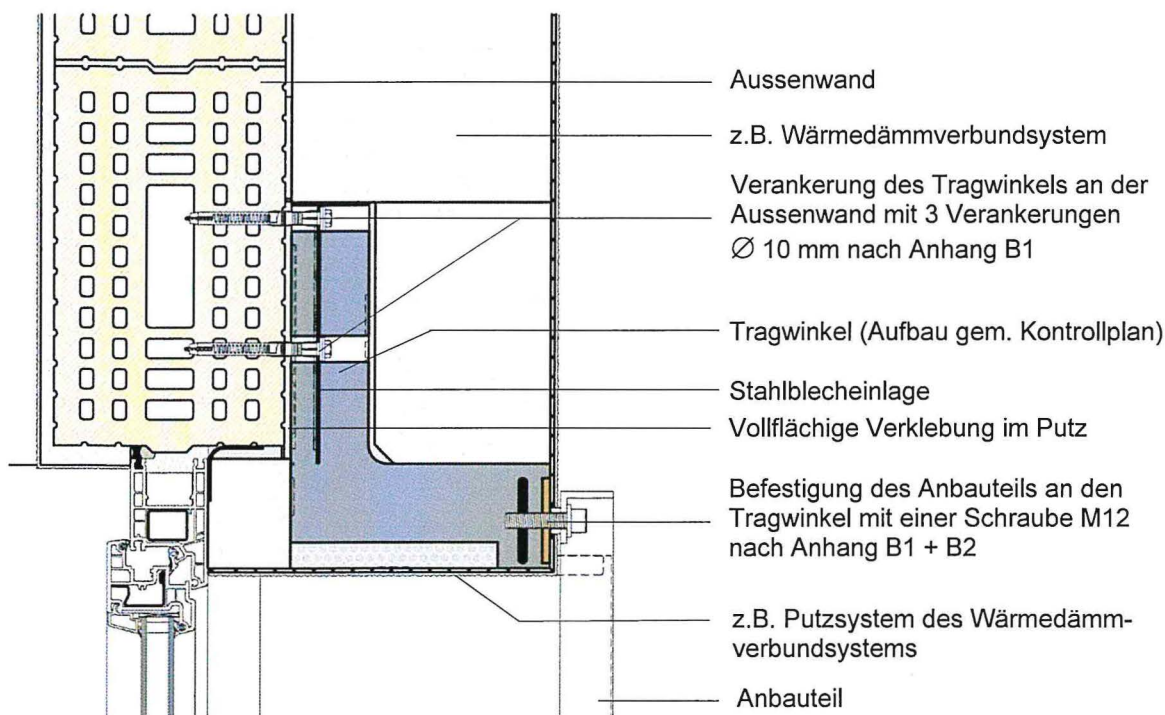 Aussenwand
z.B. Wärmedämmverbundsystem
Verankerung des Tragwinkels an der
Aussenwand mit 3 Verankerungen
∅ 10 mm nach Anhang B1
Tragwinkel (Aufbau gem. Kontrollplan)
Stahlblecheinlage
Vollflächige Verklebung im Putz
Befestigung des Anbauteils an den
Tragwinkel mit einer Schraube M12
nach Anhang B1 + B2
z.B. Putzsystem des Wärmedämm-
verbundsystems
Anbauteil